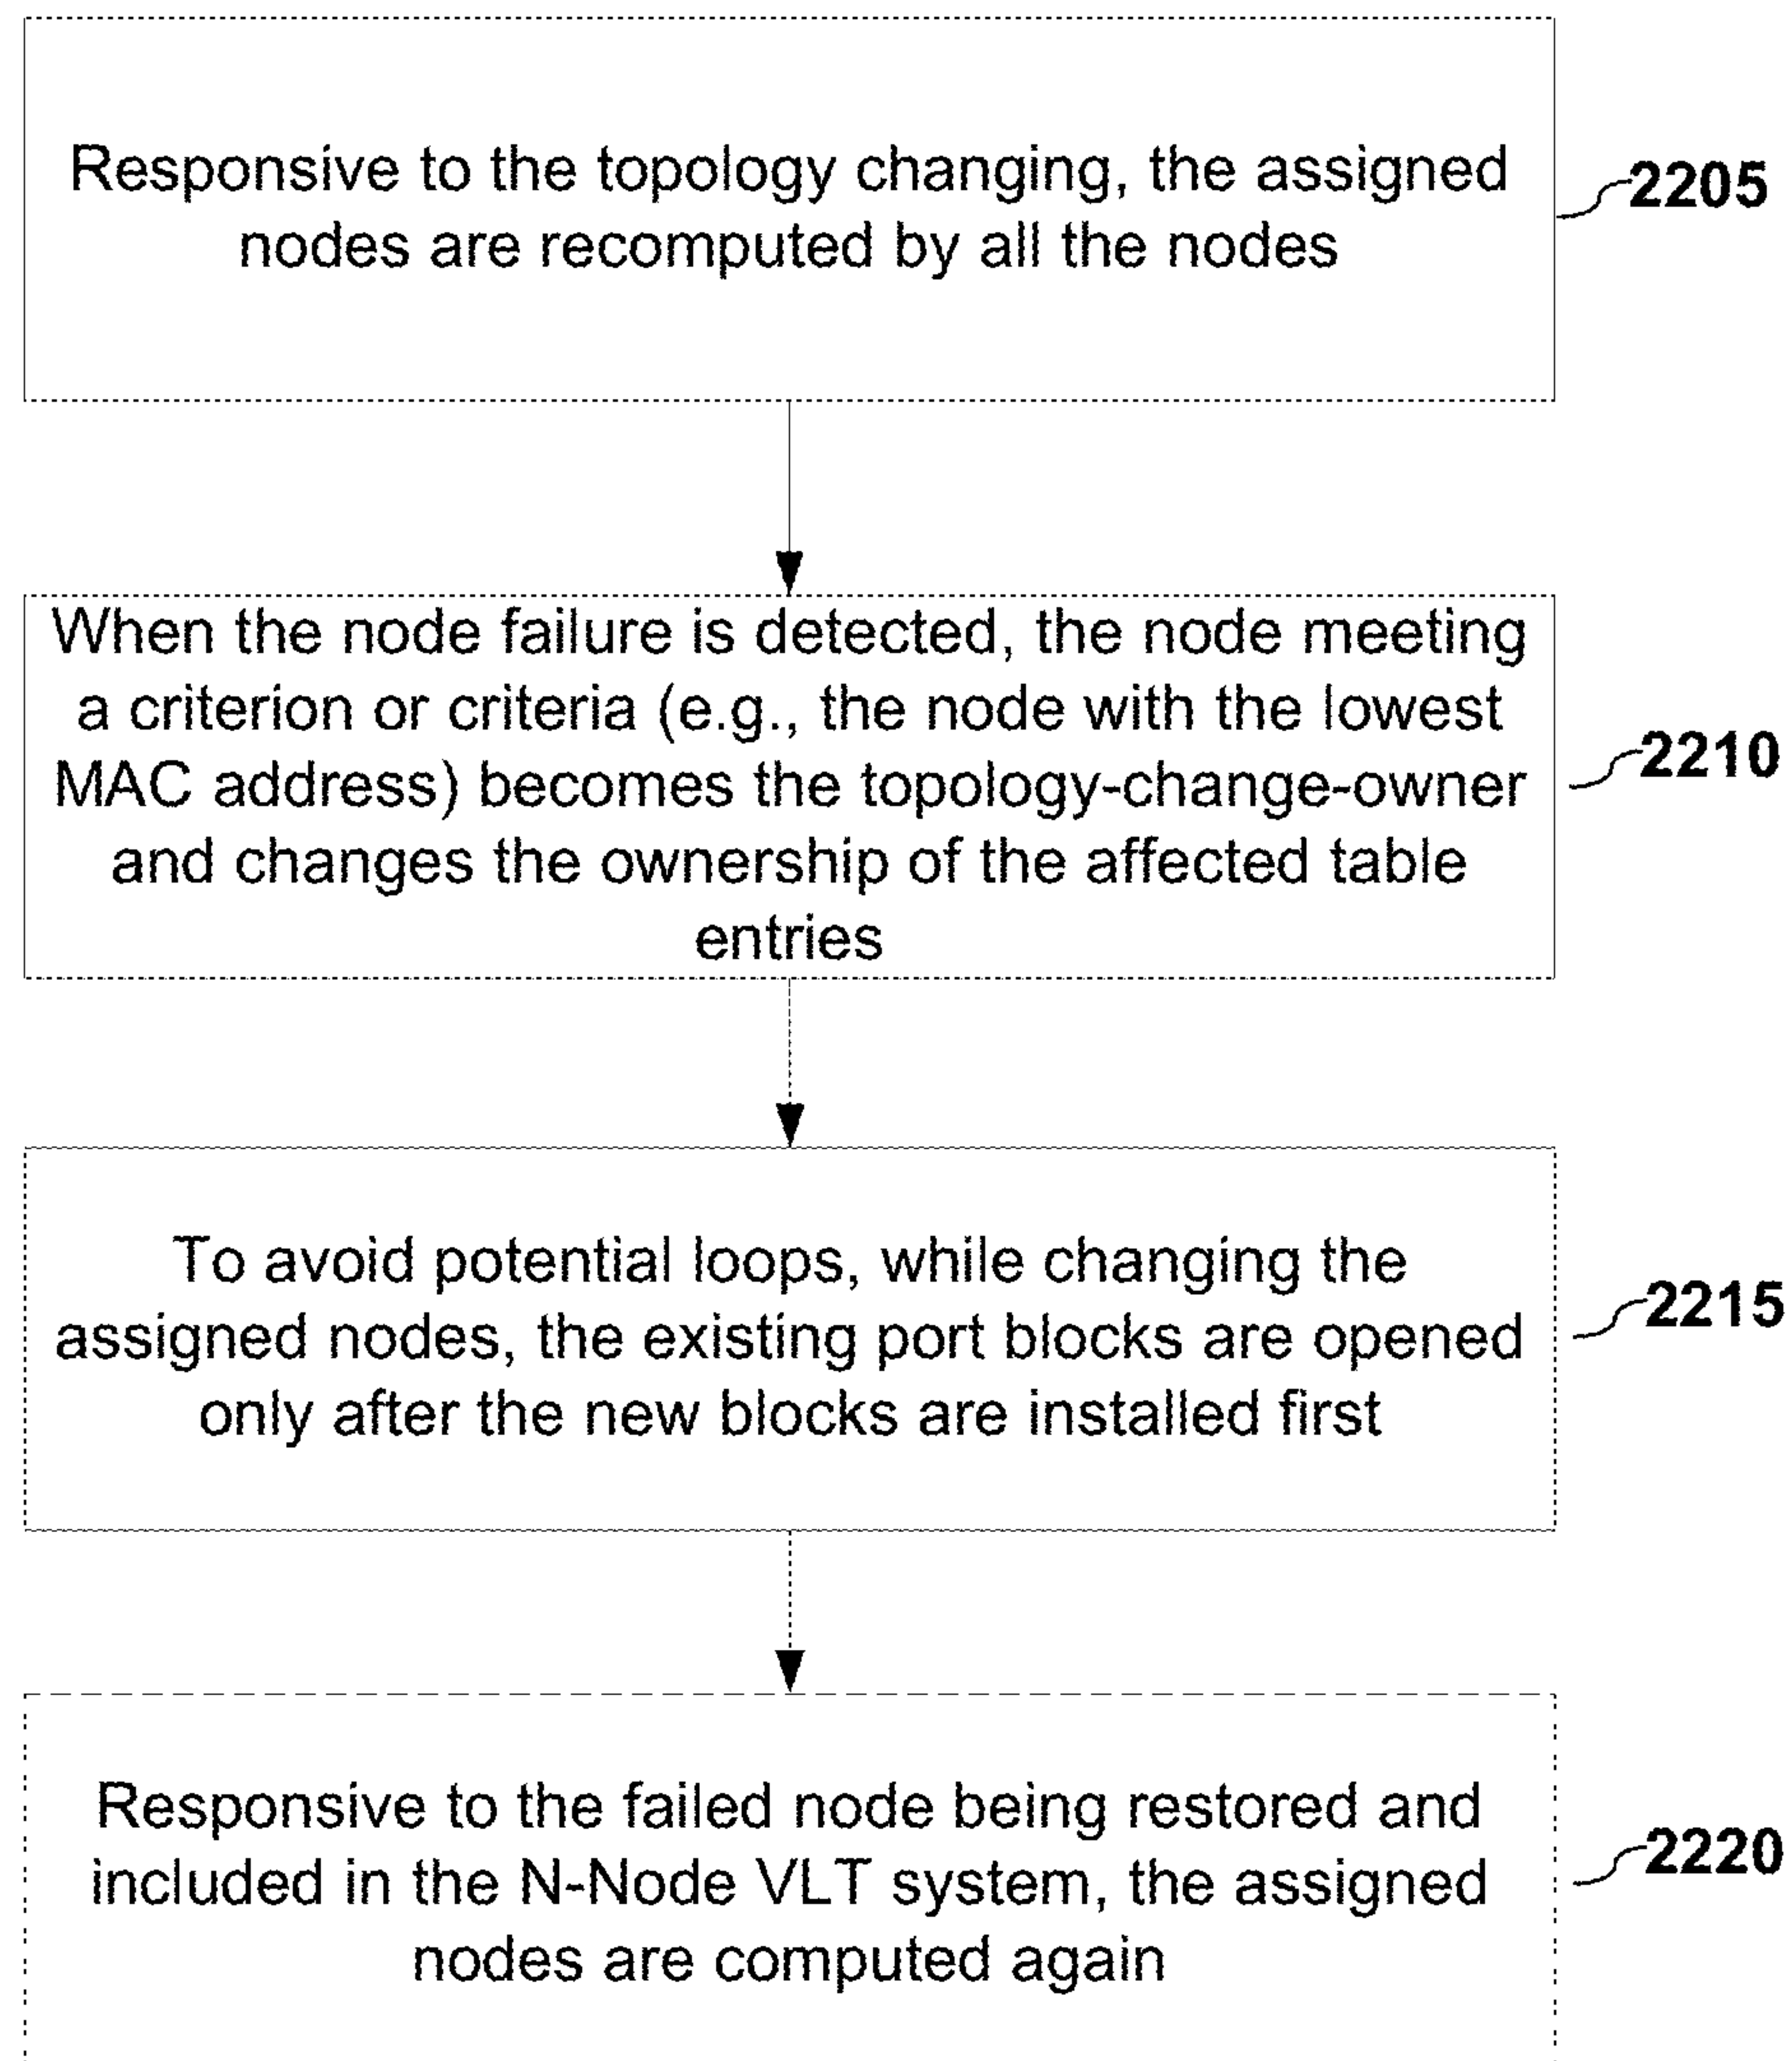 Responsive to the topology changing, the assigned
nodes are recomputed by all the nodes
2205
When the node failure is detected, the node meeting
a criterion or criteria (e.g., the node with the lowest
MAC address) becomes the topology-change-owner
and changes the ownership of the affected table
entries
2210
To avoid potential loops, while changing the
assigned nodes, the existing port blocks are opened
only after the new blocks are installed first
2215
Responsive to the failed node being restored and
included in the N-Node VLT system, the assigned
nodes are computed again
2220